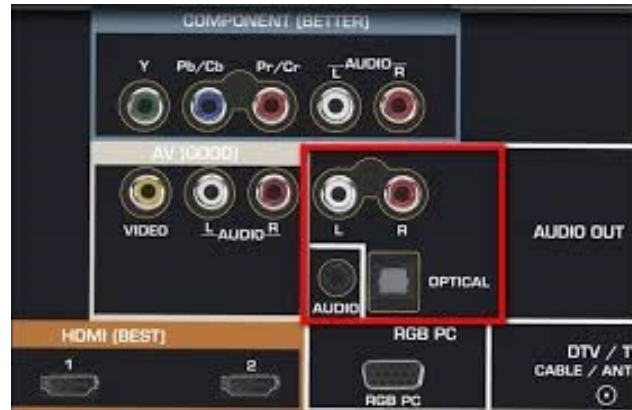 COMPONENT (BETTER)
Y Pb/Cb Pr/Cr L AUDIO R
AV (GOOD)
VIDEO L AUDIO R L R AUDIO OUT
OPTICAL
AUDIO
HDMI (BEST) RGB PC
1 2 DTV / T
CABLE / ANT
RGB PC